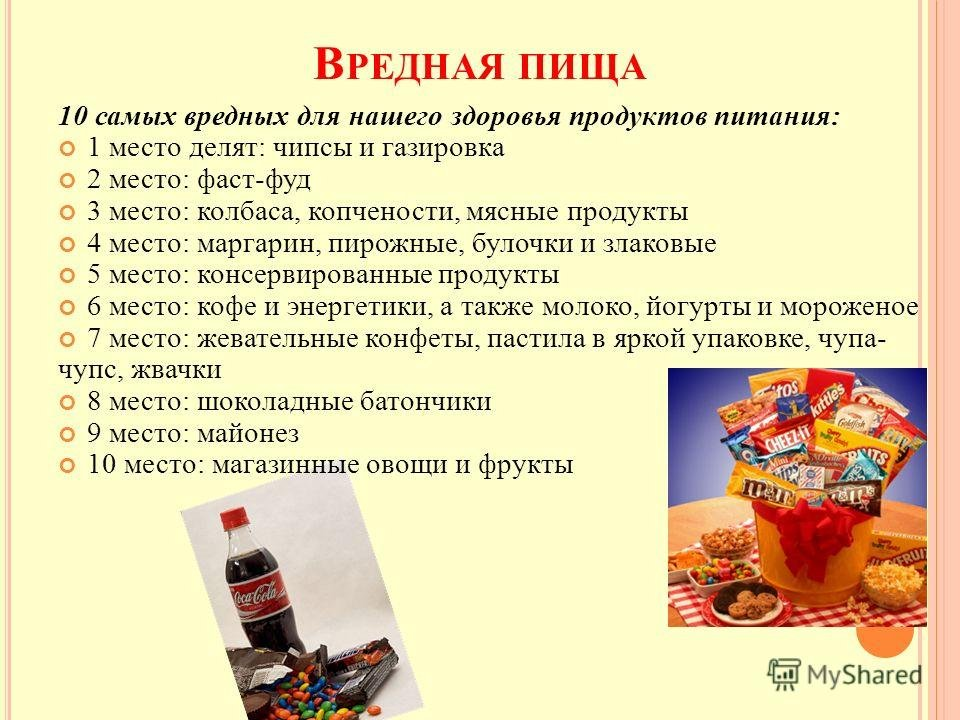 Вредная пища
10 самых вредных для нашего здоровья продуктов питания:
1 место делят: чипсы и газировка
2 место: фаст-фуд
3 место: колбаса, копчености, мясные продукты
4 место: маргарин, пирожные, булочки и злаковые
5 место: консервированные продукты
6 место: кофе и энергетики, а также молоко, йогурты и мороженое
7 место: жевательные конфеты, пастила в яркой упаковке, чупа-
чупс, жвачки
8 место: шоколадные батончики
9 место: майонез
10 место: магазинные овощи и фрукты
Coca-Cola
Goldfish
CHEEZ-IT
Mini
m&m's
M&M's
MyShared